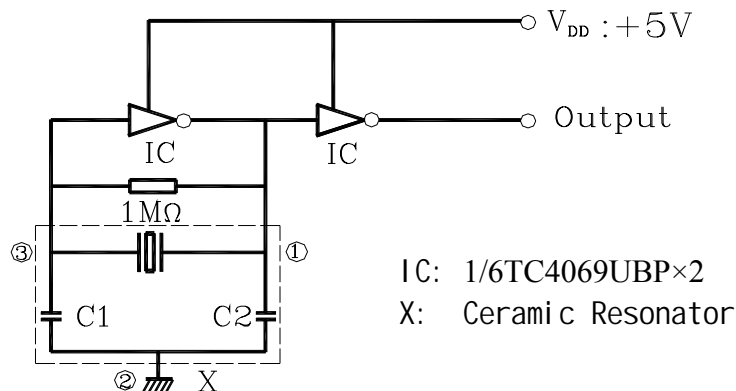 V_DD :+5V
Output
IC
IC
1MΩ
③
①
C1
C2
② X
IC: 1/6TC4069UBP×2
X: Ceramic Resonator